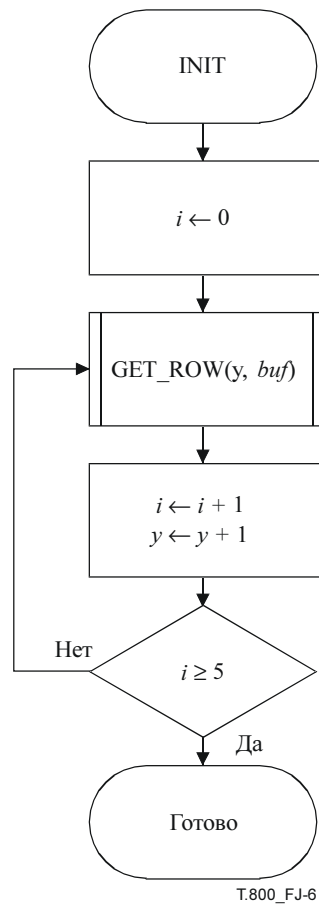 INIT
i ← 0
GET_ROW(y, buf)
i ← i + 1
y ← y + 1
Нет
i ≥ 5
Да
Готово
T.800_FJ-6